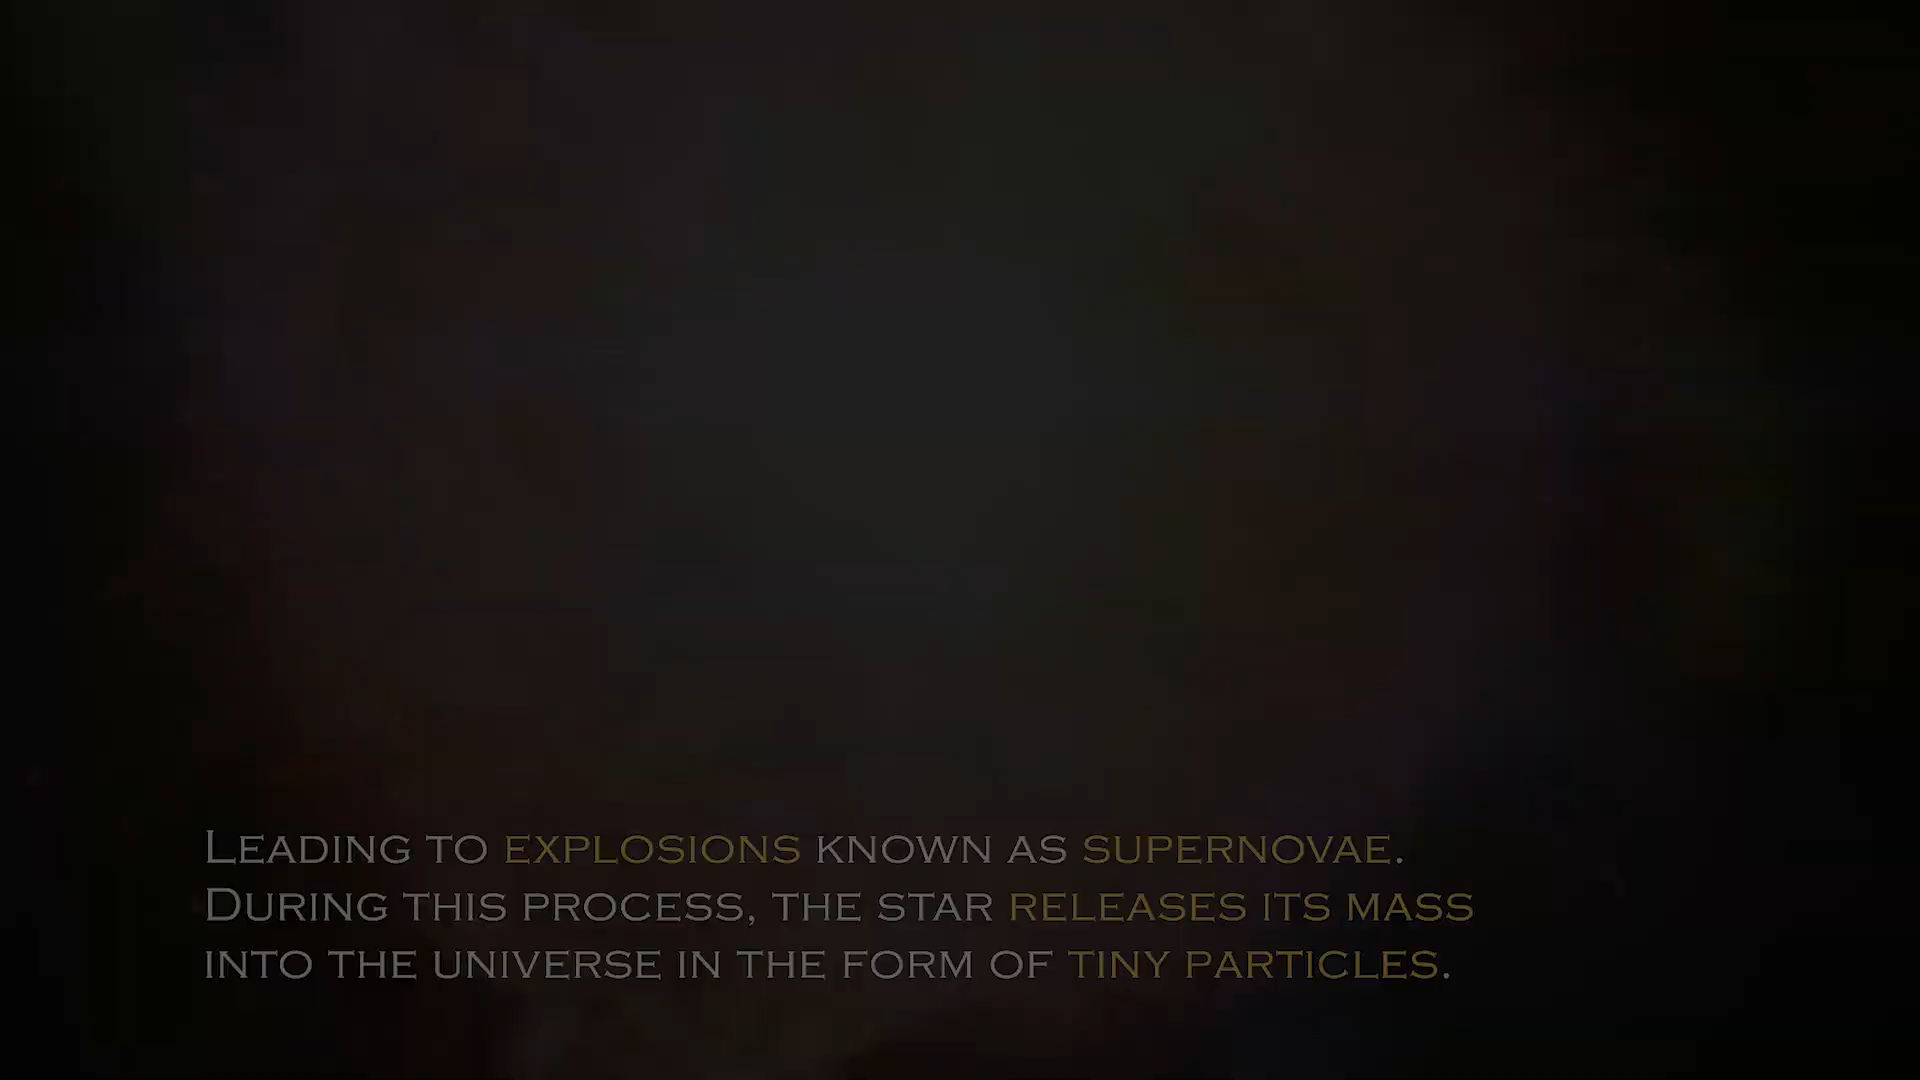 Leading to explosions known as supernovae.
During this process, the star releases its mass
into the universe in the form of tiny particles.